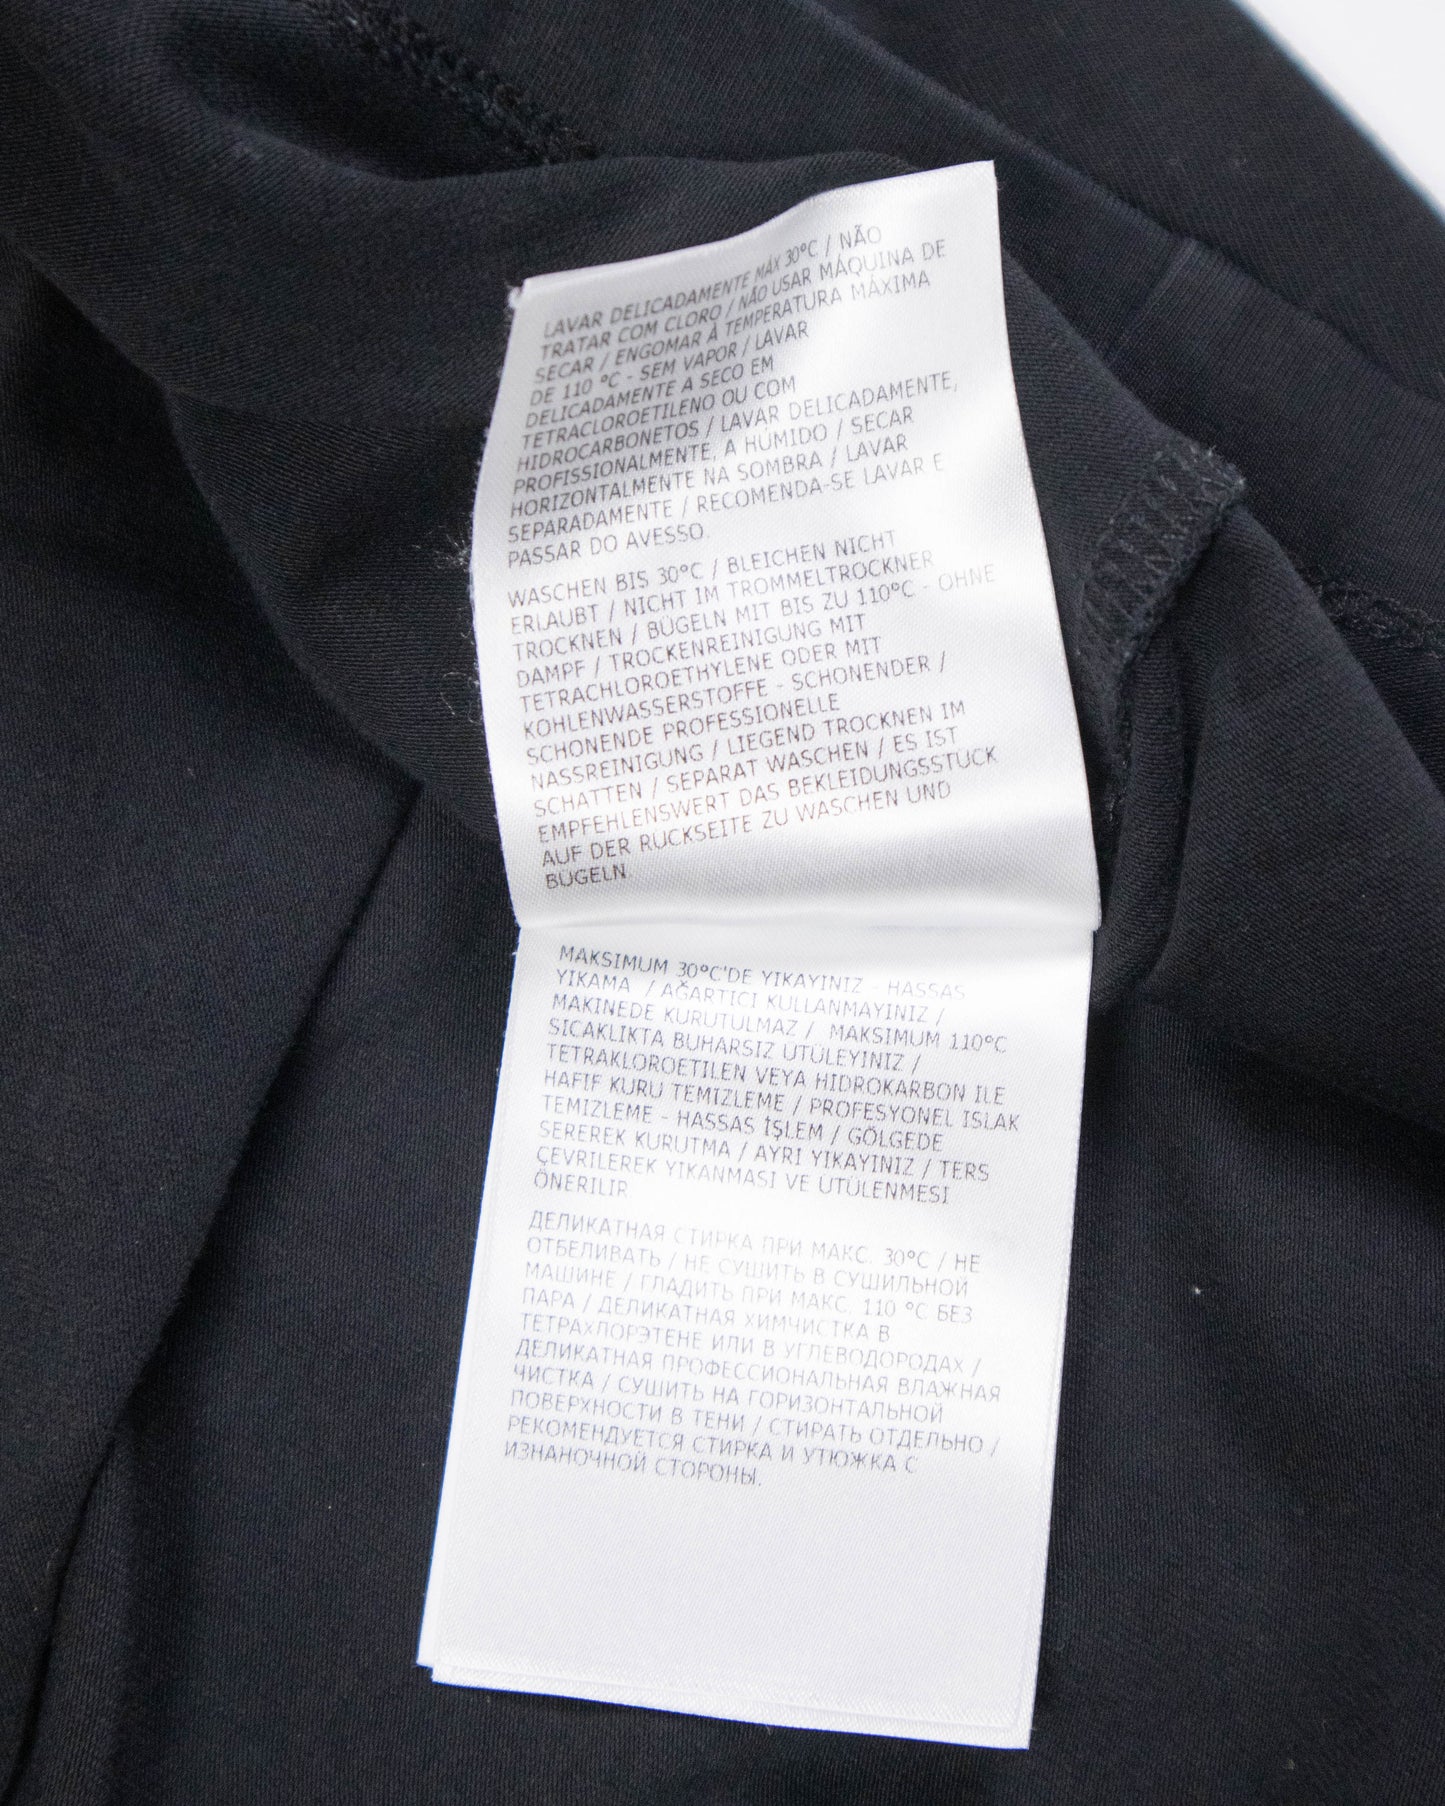 LAVAR DELICADAMENTE MÁX 30°C / NÃO
TRATAR COM CLORO / NÃO USAR MÁQUINA DE
SECAR / ENGOMAR À TEMPERATURA MÁXIMA
DE 110 °C - SEM VAPOR / LAVAR
DELICADAMENTE A SECO EM
TETRACLOROETILENO OU COM
HIDROCARBONETOS / LAVAR DELICADAMENTE,
PROFISSIONALMENTE, A HÚMIDO / SECAR
HORIZONTALMENTE NA SOMBRA / LAVAR
SEPARADAMENTE / RECOMENDA-SE LAVAR E
PASSAR DO AVESSO.
WASCHEN BIS 30°C / BLEICHEN NICHT
ERLAUBT / NICHT IM TROMMELTROCKNER
TROCKNEN / BÜGELN MIT BIS ZU 110°C - OHNE
DAMPF / TROCKENREINIGUNG MIT
TETRACHLOROETHYLENE ODER MIT
KOHLENWASSERSTOFFE - SCHONENDER /
SCHONENDE PROFESSIONELLE
NASSREINIGUNG / LIEGEND TROCKNEN IM
SCHATTEN / SEPARAT WASCHEN / ES IST
EMPFEHLENSWERT DAS BEKLEIDUNGSSTÜCK
AUF DER RÜCKSEITE ZU WASCHEN UND
BÜGELN.
MAKSIMUM 30°C'DE YIKAYINIZ - HASSAS
YIKAMA / AĞARTICI KULLANMAYINIZ /
MAKINEDE KURUTULMAZ / MAKSIMUM 110°C
SICAKLIKTA BUHARSIZ ÜTÜLEYINIZ /
TETRAKLOROETILEN VEYA HIDROKARBON ILE
HAFIF KURU TEMIZLEME / PROFESYONEL ISLAK
TEMIZLEME - HASSAS İŞLEM / GÖLGEDE
SEREREK KURUTMA / AYRI YIKAYINIZ / TERS
ÇEVRILEREK YIKANMASI VE ÜTÜLENMESI
ÖNERILIR.
ДЕЛИКАТНАЯ СТИРКА ПРИ МАКС. 30°C / НЕ
ОТБЕЛИВАТЬ / НЕ СУШИТЬ В СУШИЛЬНОЙ
МАШИНЕ / ГЛАДИТЬ ПРИ МАКС. 110 °C БЕЗ
ПАРА / ДЕЛИКАТНАЯ ХИМЧИСТКА В
ТЕТРАХЛОРЭТЕНЕ ИЛИ В УГЛЕВОДОРОДАХ /
ДЕЛИКАТНАЯ ПРОФЕССИОНАЛЬНАЯ ВЛАЖНАЯ
ЧИСТКА / СУШИТЬ НА ГОРИЗОНТАЛЬНОЙ
ПОВЕРХНОСТИ В ТЕНИ / СТИРАТЬ ОТДЕЛЬНО /
РЕКОМЕНДУЕТСЯ СТИРКА И УТЮЖКА С
ИЗНАНОЧНОЙ СТОРОНЫ.